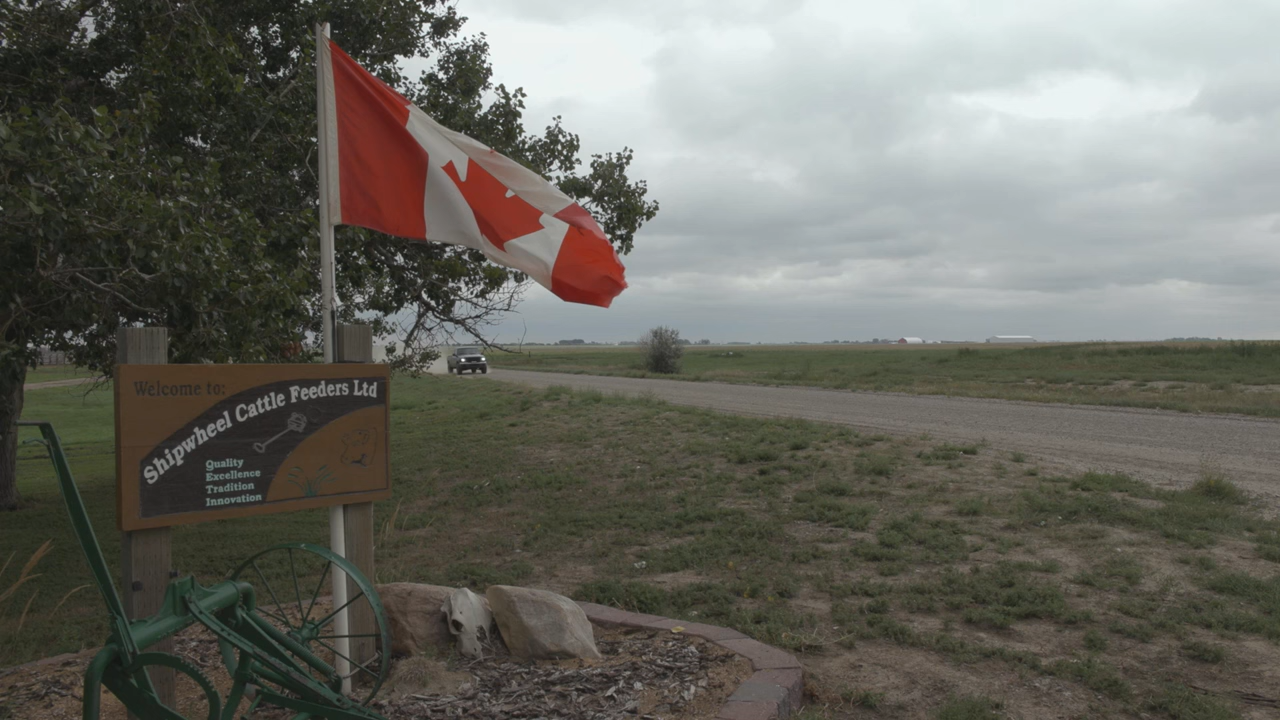 Welcome to:
Shipwheel Cattle Feeders Ltd
Quality
Excellence
Tradition
Innovation